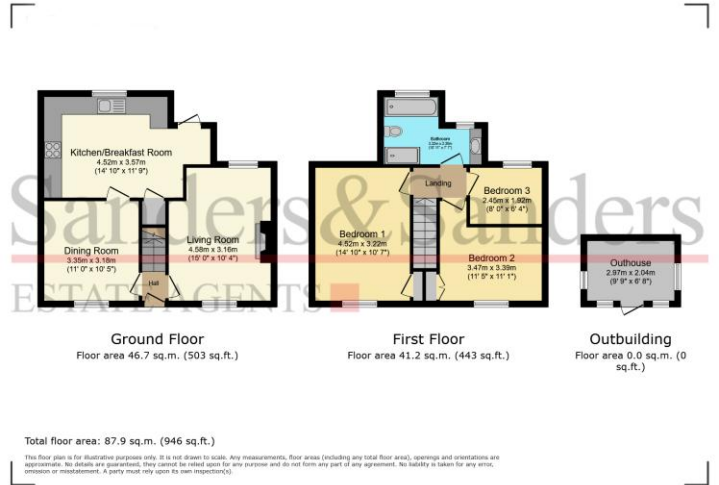 Sanders&Sanders
ESTATE AGENTS
Kitchen/Breakfast Room
4.52m x 3.57m
(14' 10" x 11' 9")
Dining Room
3.35m x 3.18m
(11' 0" x 10' 5")
Living Room
4.58m x 3.16m
(15' 0" x 10' 4")
Hall
Ground Floor
Floor area 46.7 sq.m. (503 sq.ft.)
Bathroom
Landing
Bedroom 1
4.52m x 3.22m
(14' 10" x 10' 7")
Bedroom 3
2.45m x 1.92m
(8' 0" x 6' 4")
Bedroom 2
3.47m x 3.39m
(11' 5" x 11' 1")
First Floor
Floor area 41.2 sq.m. (443 sq.ft.)
Outhouse
2.97m x 2.04m
(9' 9" x 6' 8")
Outbuilding
Floor area 0.0 sq.m. (0
sq.ft.)
Total floor area: 87.9 sq.m. (946 sq.ft.)
This floor plan is for illustrative purposes only. It is not drawn to scale. Any measurements, floor areas (including any total floor area), openings and orientations are
approximate. No details are guaranteed, they cannot be relied upon for any purpose and do not form any part of any agreement. No liability is taken for any error,
omission or misstatement. A party must rely upon its own inspection(s).